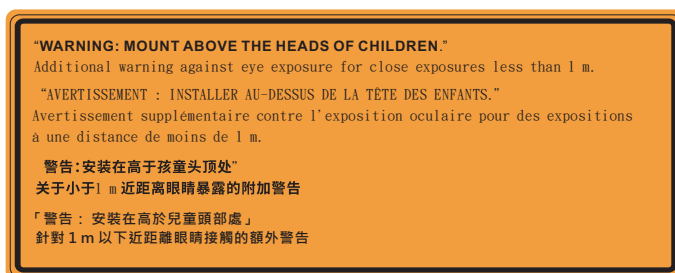 “WARNING: MOUNT ABOVE THE HEADS OF CHILDREN.”
Additional warning against eye exposure for close exposures less than 1 m.
“AVERTISSEMENT : INSTALLER AU-DESSUS DE LA TÊTE DES ENFANTS.”
Avertissement supplémentaire contre l'exposition oculaire pour des expositions
à une distance de moins de 1 m.
警告:安装在高于孩童头顶处”
关于小于1 m 近距离眼睛暴露的附加警告
「警告 : 安裝在高於兒童頭部處」
針對 1 m 以下近距離眼睛接觸的額外警告